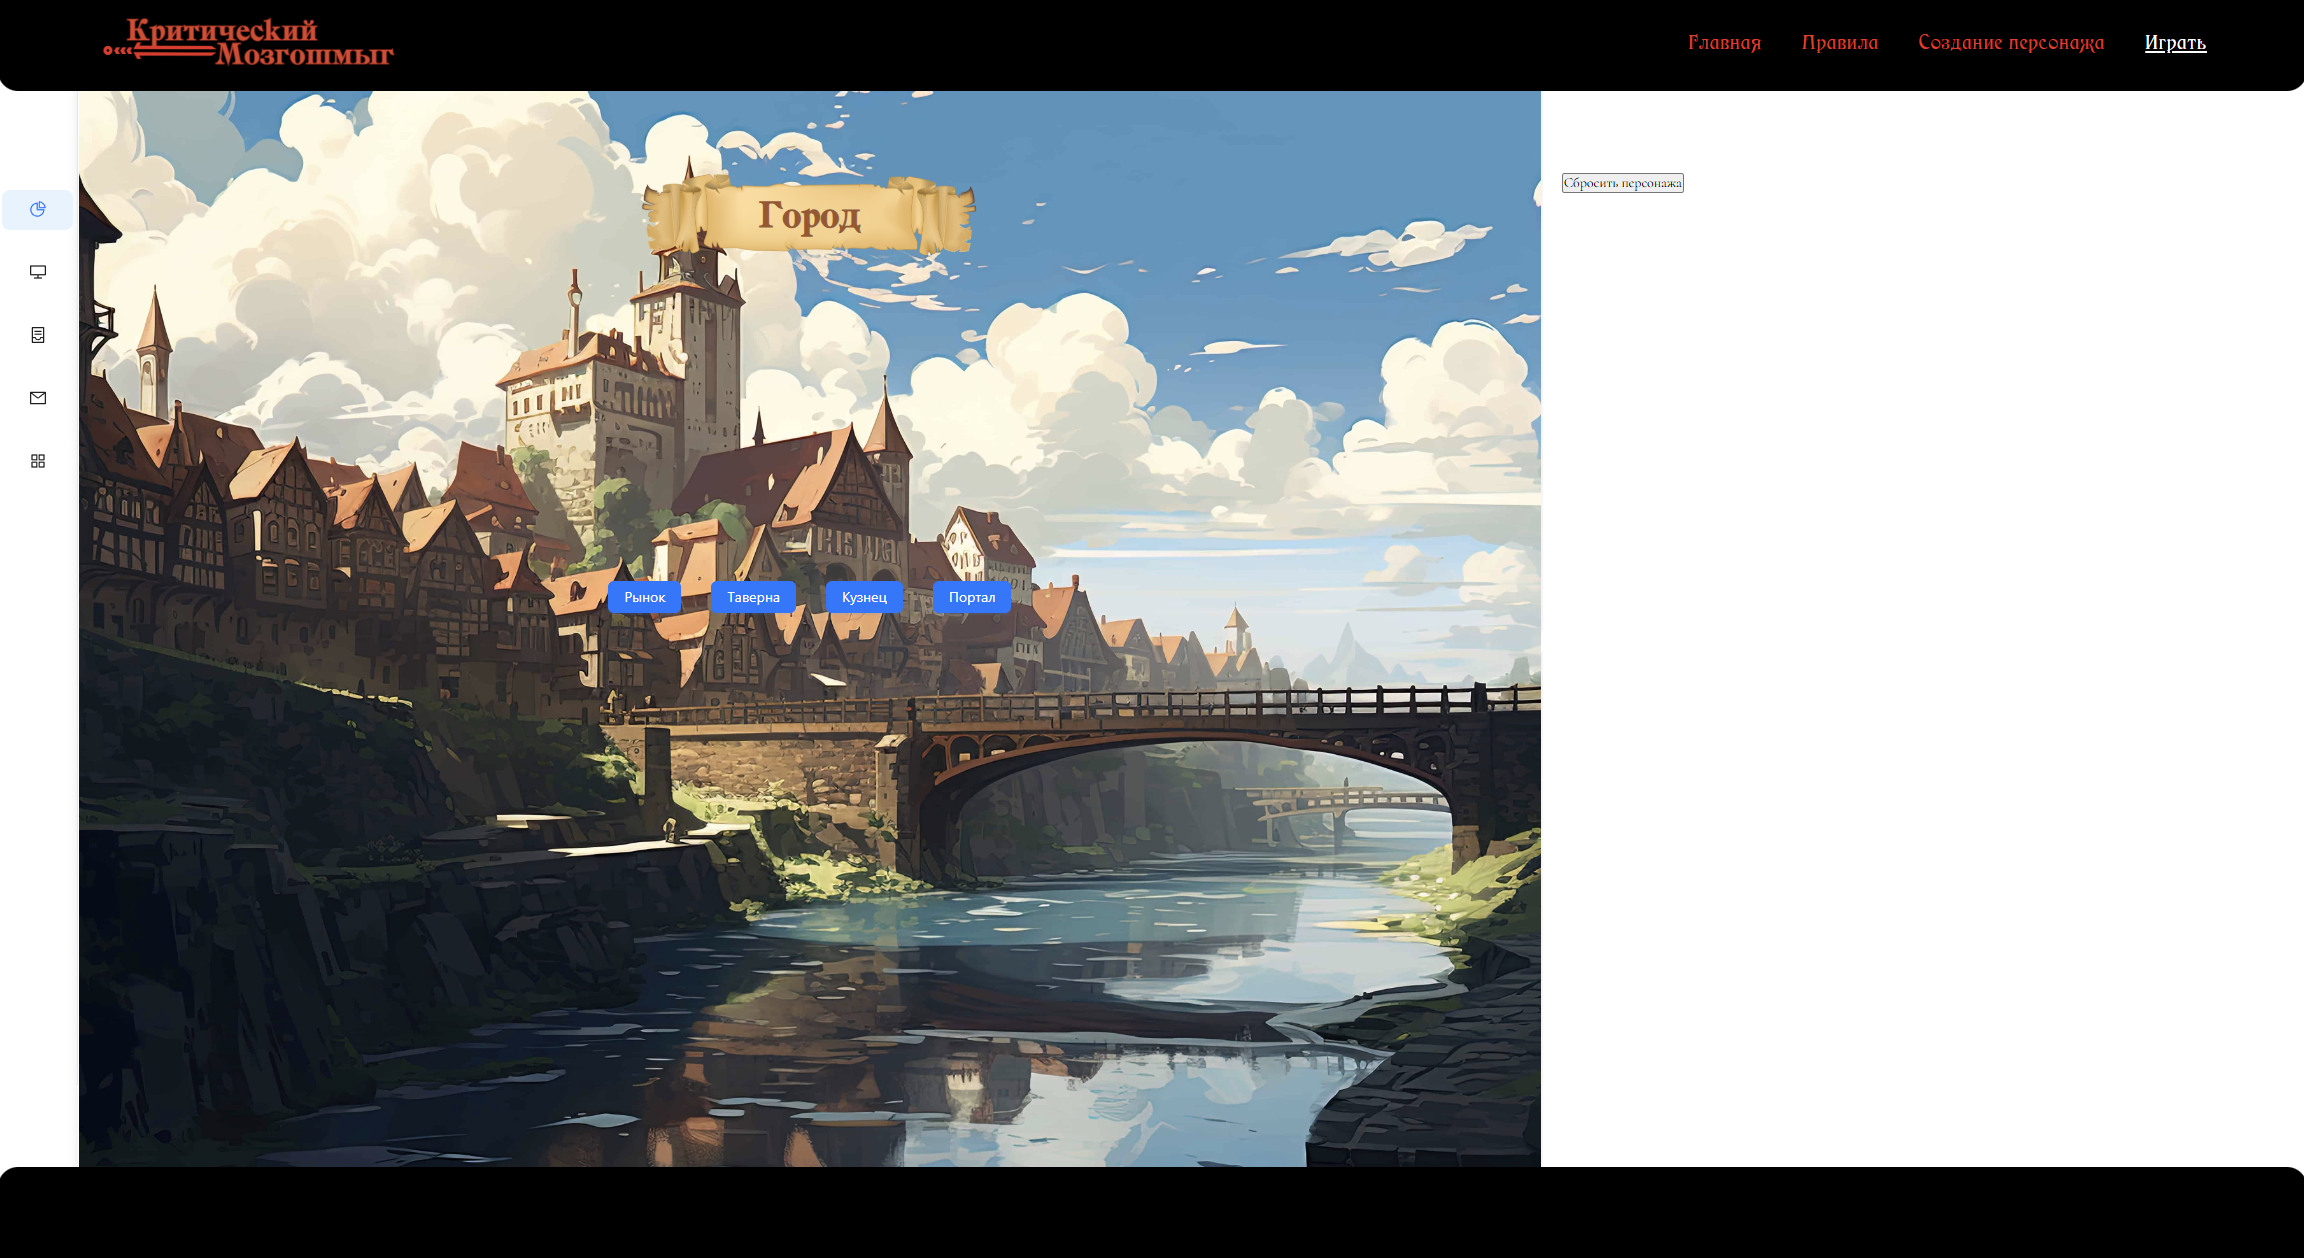 Критический
Мозгошмыг
Главная
Правила
Создание персонажа
Играть
Город
Сбросить персонажа
Рынок
Таверна
Кузнец
Портал